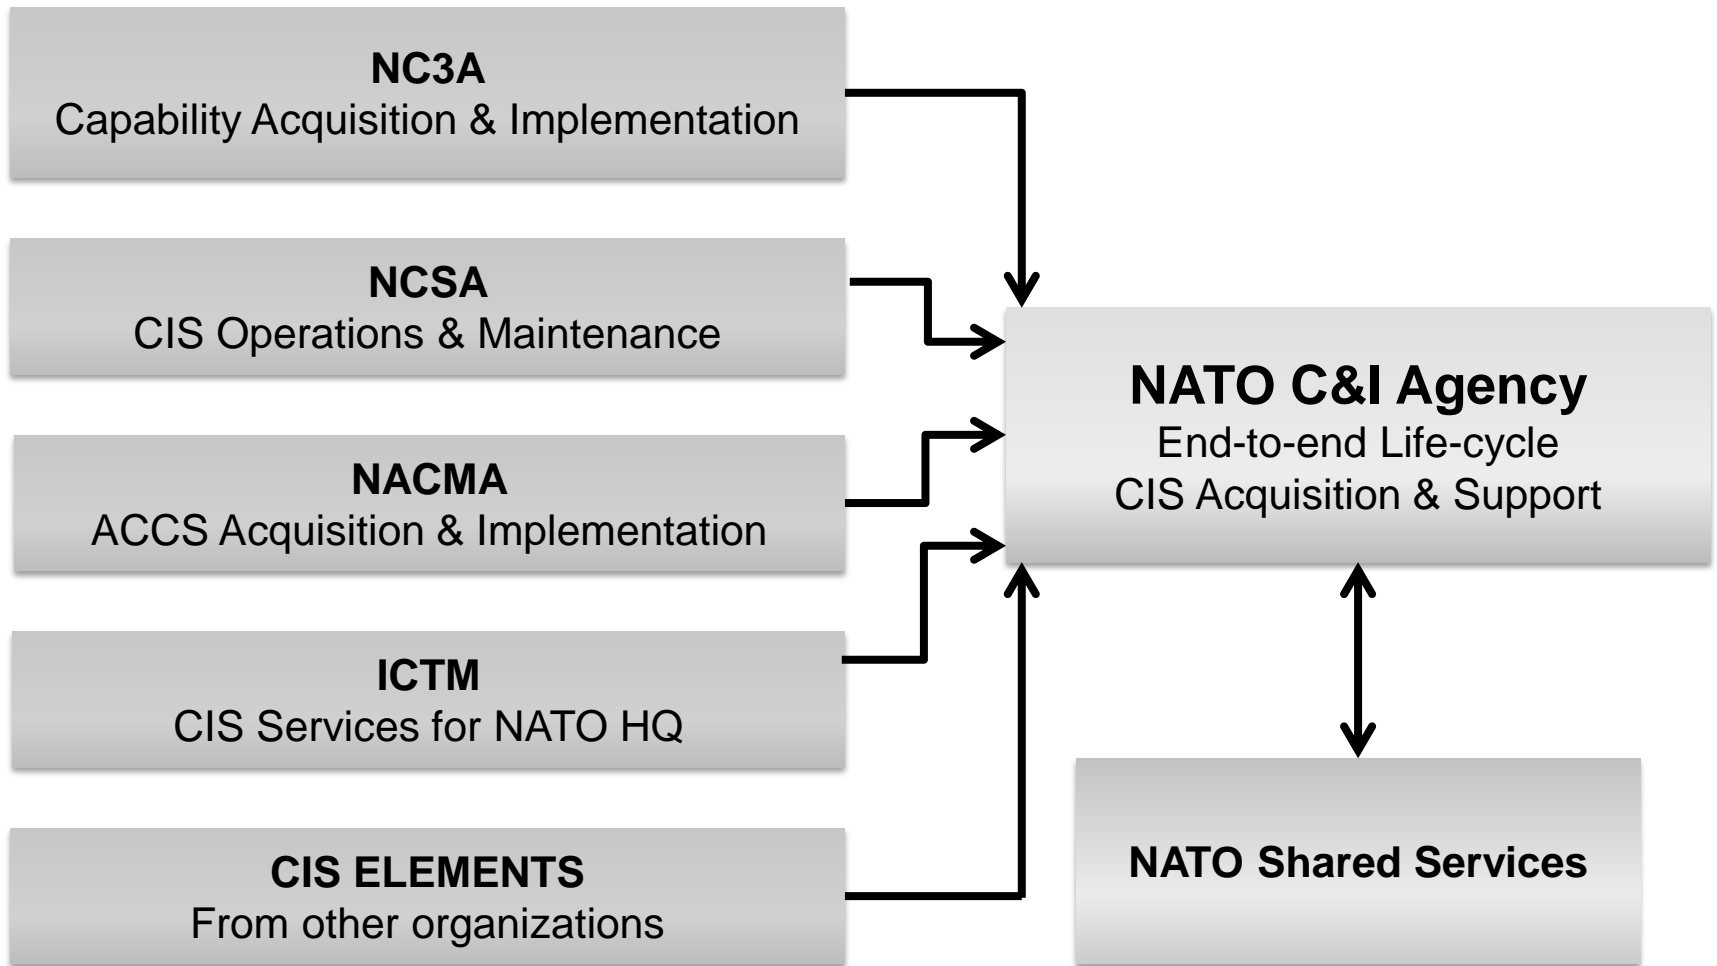 NC3A
Capability Acquisition & Implementation
NCSA
CIS Operations & Maintenance
NACMA
ACCS Acquisition & Implementation
ICTM
CIS Services for NATO HQ
CIS ELEMENTS
From other organizations
NATO C&I Agency
End-to-end Life-cycle
CIS Acquisition & Support
NATO Shared Services